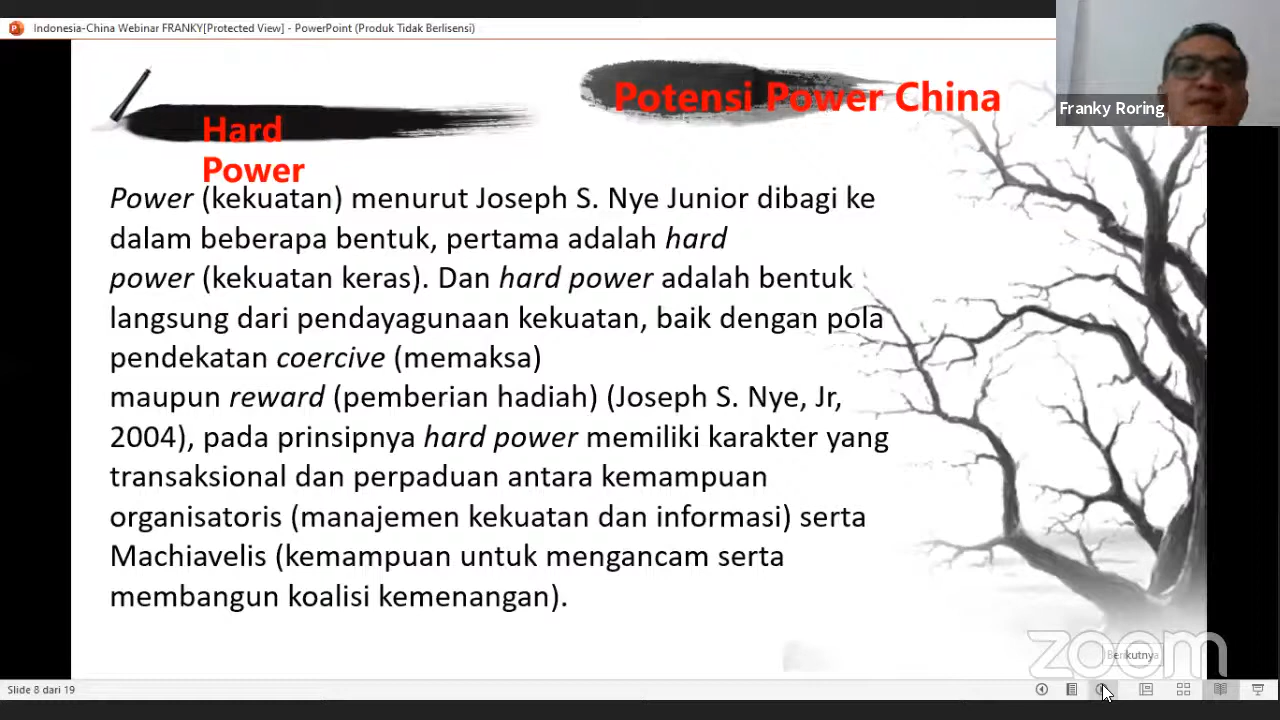 Indonesia-China Webinar FRANKY[Protected View] - PowerPoint (Produk Tidak Berlisensi)
Potensi Power China
Franky Roring
Hard
Power
Power (kekuatan) menurut Joseph S. Nye Junior dibagi ke
dalam beberapa bentuk, pertama adalah hard
power (kekuatan keras). Dan hard power adalah bentuk
langsung dari pendayagunaan kekuatan, baik dengan pola
pendekatan coercive (memaksa)
maupun reward (pemberian hadiah) (Joseph S. Nye, Jr,
2004), pada prinsipnya hard power memiliki karakter yang
transaksional dan perpaduan antara kemampuan
organisatoris (manajemen kekuatan dan informasi) serta
Machiavelis (kemampuan untuk mengancam serta
membangun koalisi kemenangan).
zoom
Berikutnya
Slide 8 dari 19